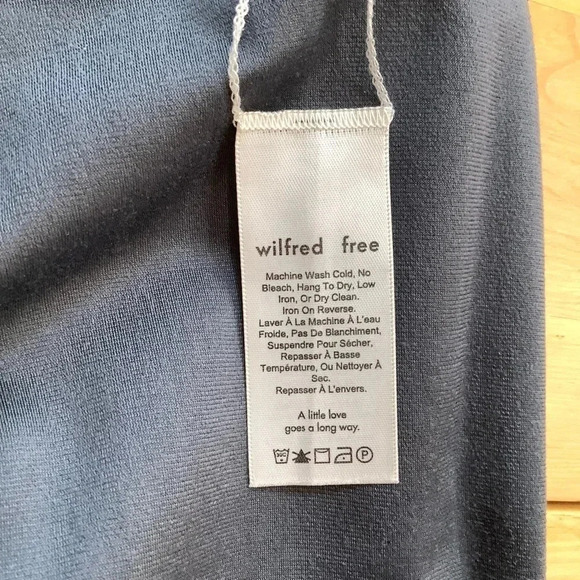 wilfred free
Machine Wash Cold, No
Bleach, Hang To Dry, Low
Iron, Or Dry Clean.
Iron On Reverse.
Laver À La Machine À L'eau
Froide, Pas De Blanchiment,
Suspendre Pour Sécher,
Repasser À Basse
Température, Ou Nettoyer À
Sec.
Repasser À L'envers.
A little love
goes a long way.
P